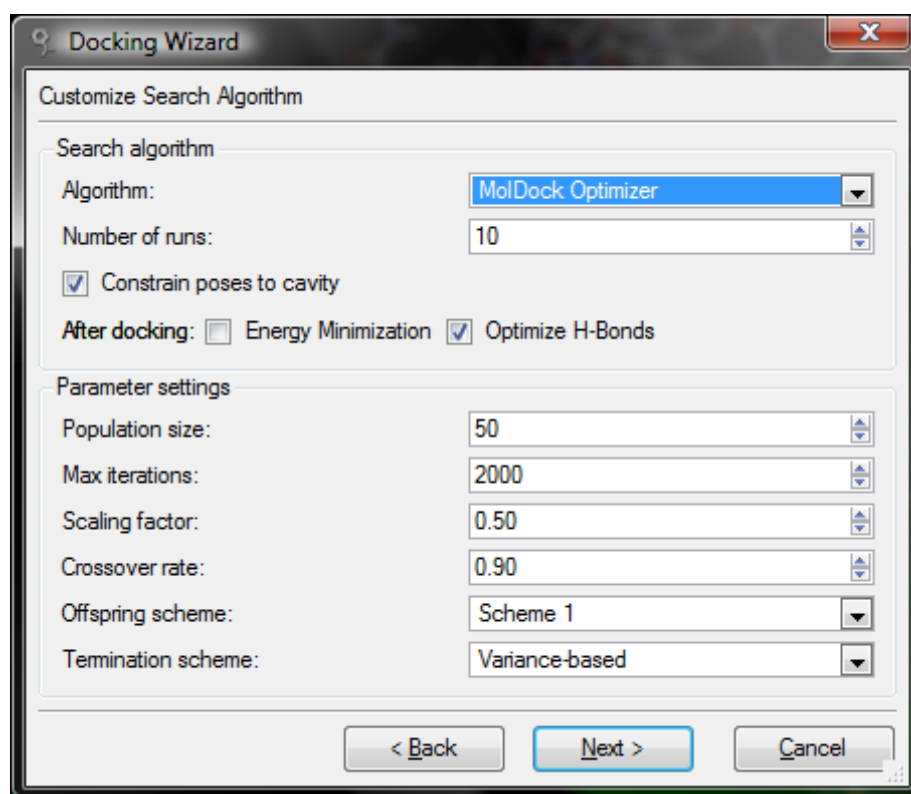 Docking Wizard
Customize Search Algorithm
Search algorithm
Algorithm: MolDock Optimizer
Number of runs: 10
Constrain poses to cavity
After docking: Energy Minimization Optimize H-Bonds
Parameter settings
Population size: 50
Max iterations: 2000
Scaling factor: 0.50
Crossover rate: 0.90
Offspring scheme: Scheme 1
Termination scheme: Variance-based
< Back Next > Cancel